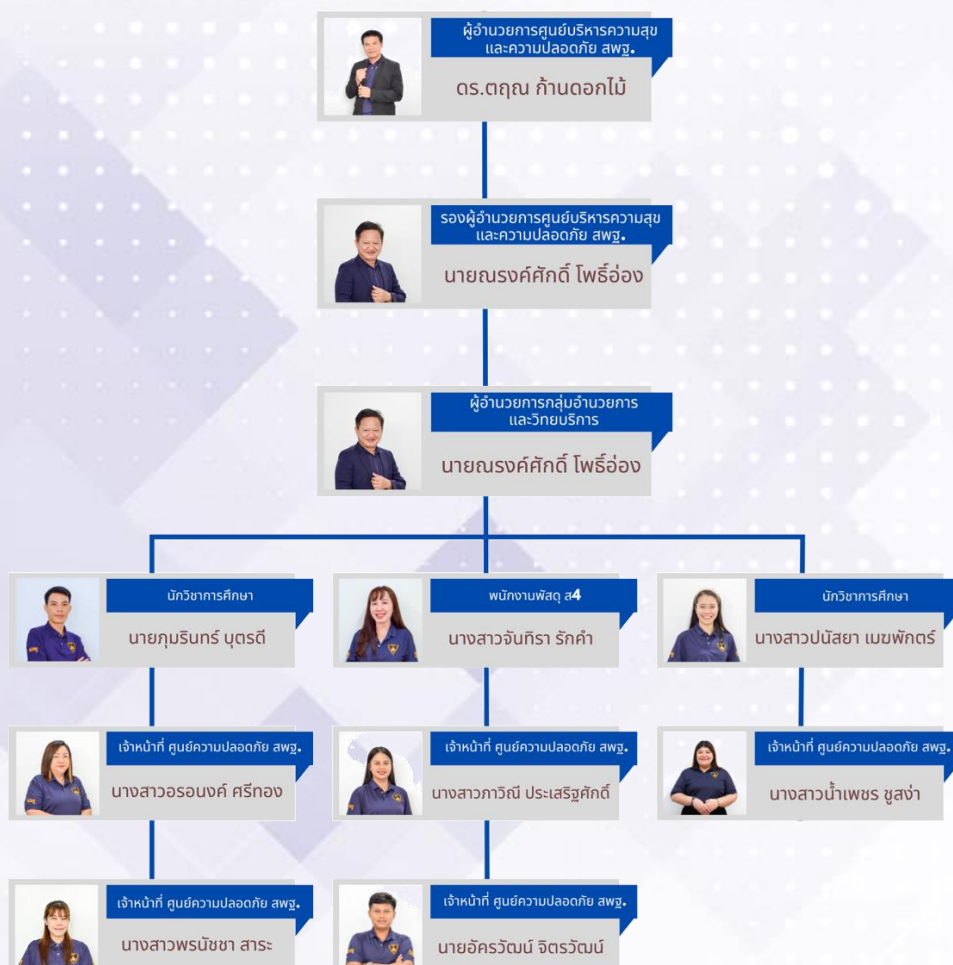 ผู้อำนวยการศูนย์บริหารความสุข
และความปลอดภัย สพฐ.
ดร.ตฤณ ก้านดอกไม้
รองผู้อำนวยการศูนย์บริหารความสุข
และความปลอดภัย สพฐ.
นายณรงค์ศักดิ์ โพธิ์อ่อง
ผู้อำนวยการกลุ่มอำนวยการ
และวิทยบริการ
นายณรงค์ศักดิ์ โพธิ์อ่อง
นักวิชาการศึกษา
นายภุมรินทร์ บุตรดี
พนักงานพัสดุ ส4
นางสาวจันทิรา รักคำ
นักวิชาการศึกษา
นางสาวปนัสยา เมฆพักตร์
เจ้าหน้าที่ ศูนย์ความปลอดภัย สพฐ.
นางสาวอรอนงค์ ศรีทอง
เจ้าหน้าที่ ศูนย์ความปลอดภัย สพฐ.
นางสาวภาวิณี ประเสริฐศักดิ์
เจ้าหน้าที่ ศูนย์ความปลอดภัย สพฐ.
นางสาวน้ำเพชร ชูสง่า
เจ้าหน้าที่ ศูนย์ความปลอดภัย สพฐ.
นางสาวพรนัชชา สาระ
เจ้าหน้าที่ ศูนย์ความปลอดภัย สพฐ.
นายอัครวัฒน์ จิตรวัฒน์